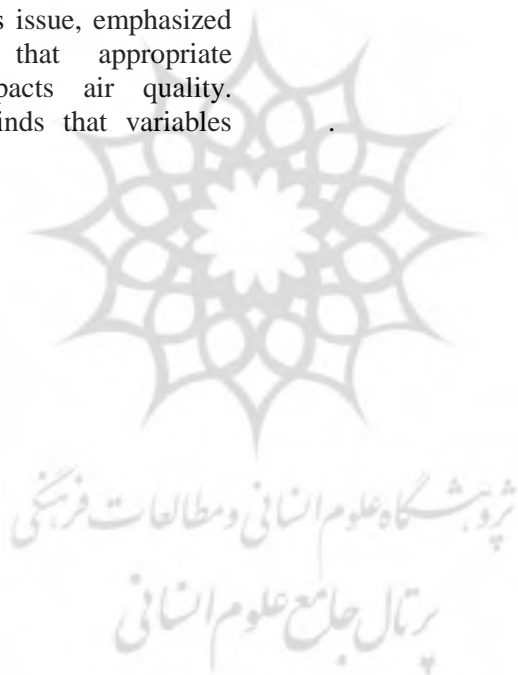 s issue, emphasized
that appropriate
pacts air quality.
inds that variables .
پژوهشگاه علوم انسانی و مطالعات فرهنگی
پرتال جامع علوم انسانی